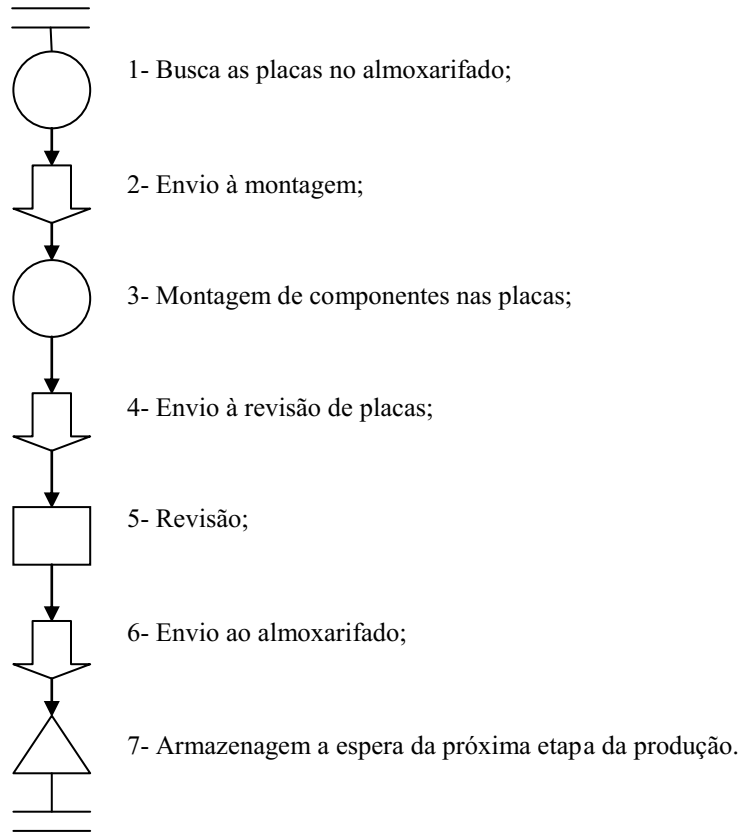 1- Busca as placas no almoxarifado;
2- Envio à montagem;
3- Montagem de componentes nas placas;
4- Envio à revisão de placas;
5- Revisão;
6- Envio ao almoxarifado;
7- Armazenagem a espera da próxima etapa da produção.